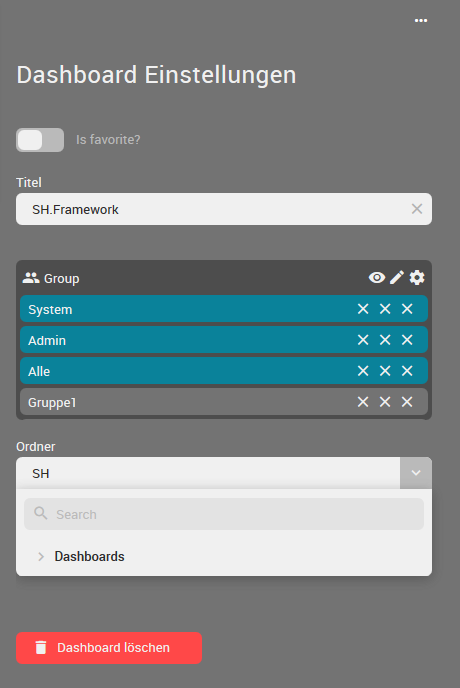 Dashboard Einstellungen
Is favorite?
Titel
SH.Framework
Group
System
Admin
Alle
Gruppe1
Ordner
SH
Search
Dashboards
Dashboard löschen